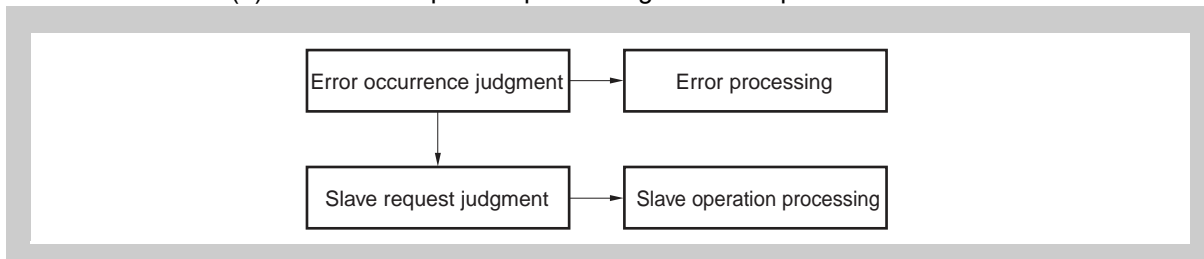 Error occurrence judgment
Error processing
Slave request judgment
Slave operation processing